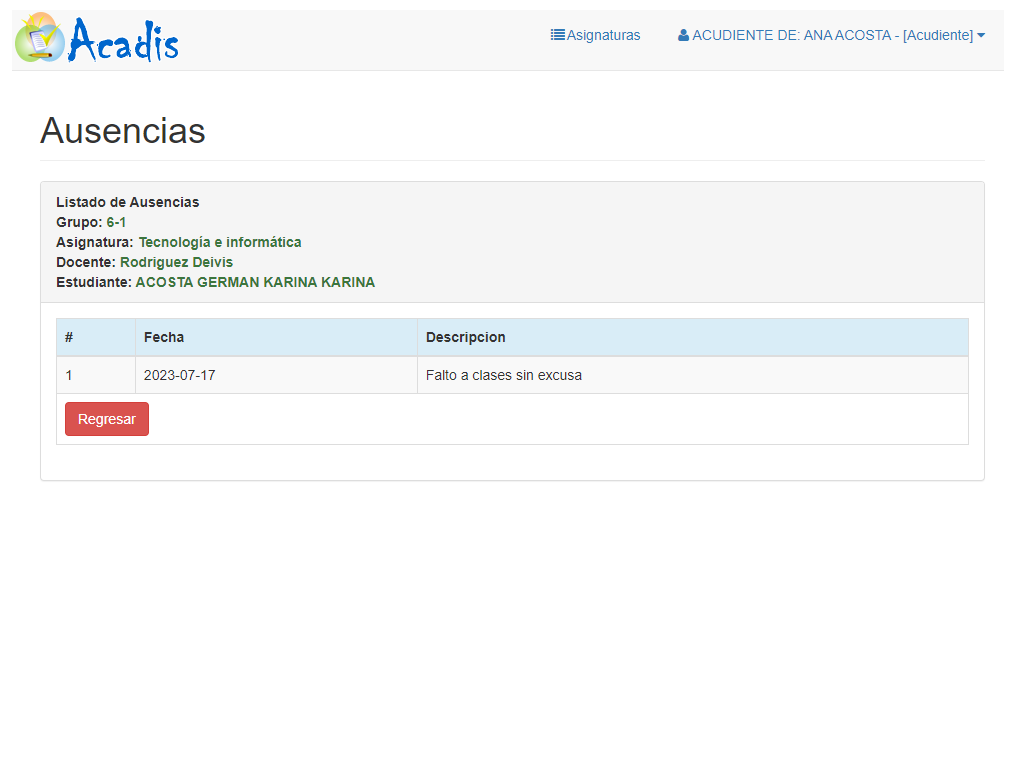 Acadis
Asignaturas
ACUDIENTE DE: ANA ACOSTA - [Acudiente]
Ausencias
Listado de Ausencias
Grupo: 6-1
Asignatura: Tecnología e informática
Docente: Rodriguez Deivis
Estudiante: ACOSTA GERMAN KARINA KARINA
# Fecha Descripcion
1 2023-07-17 Falto a clases sin excusa
Regresar